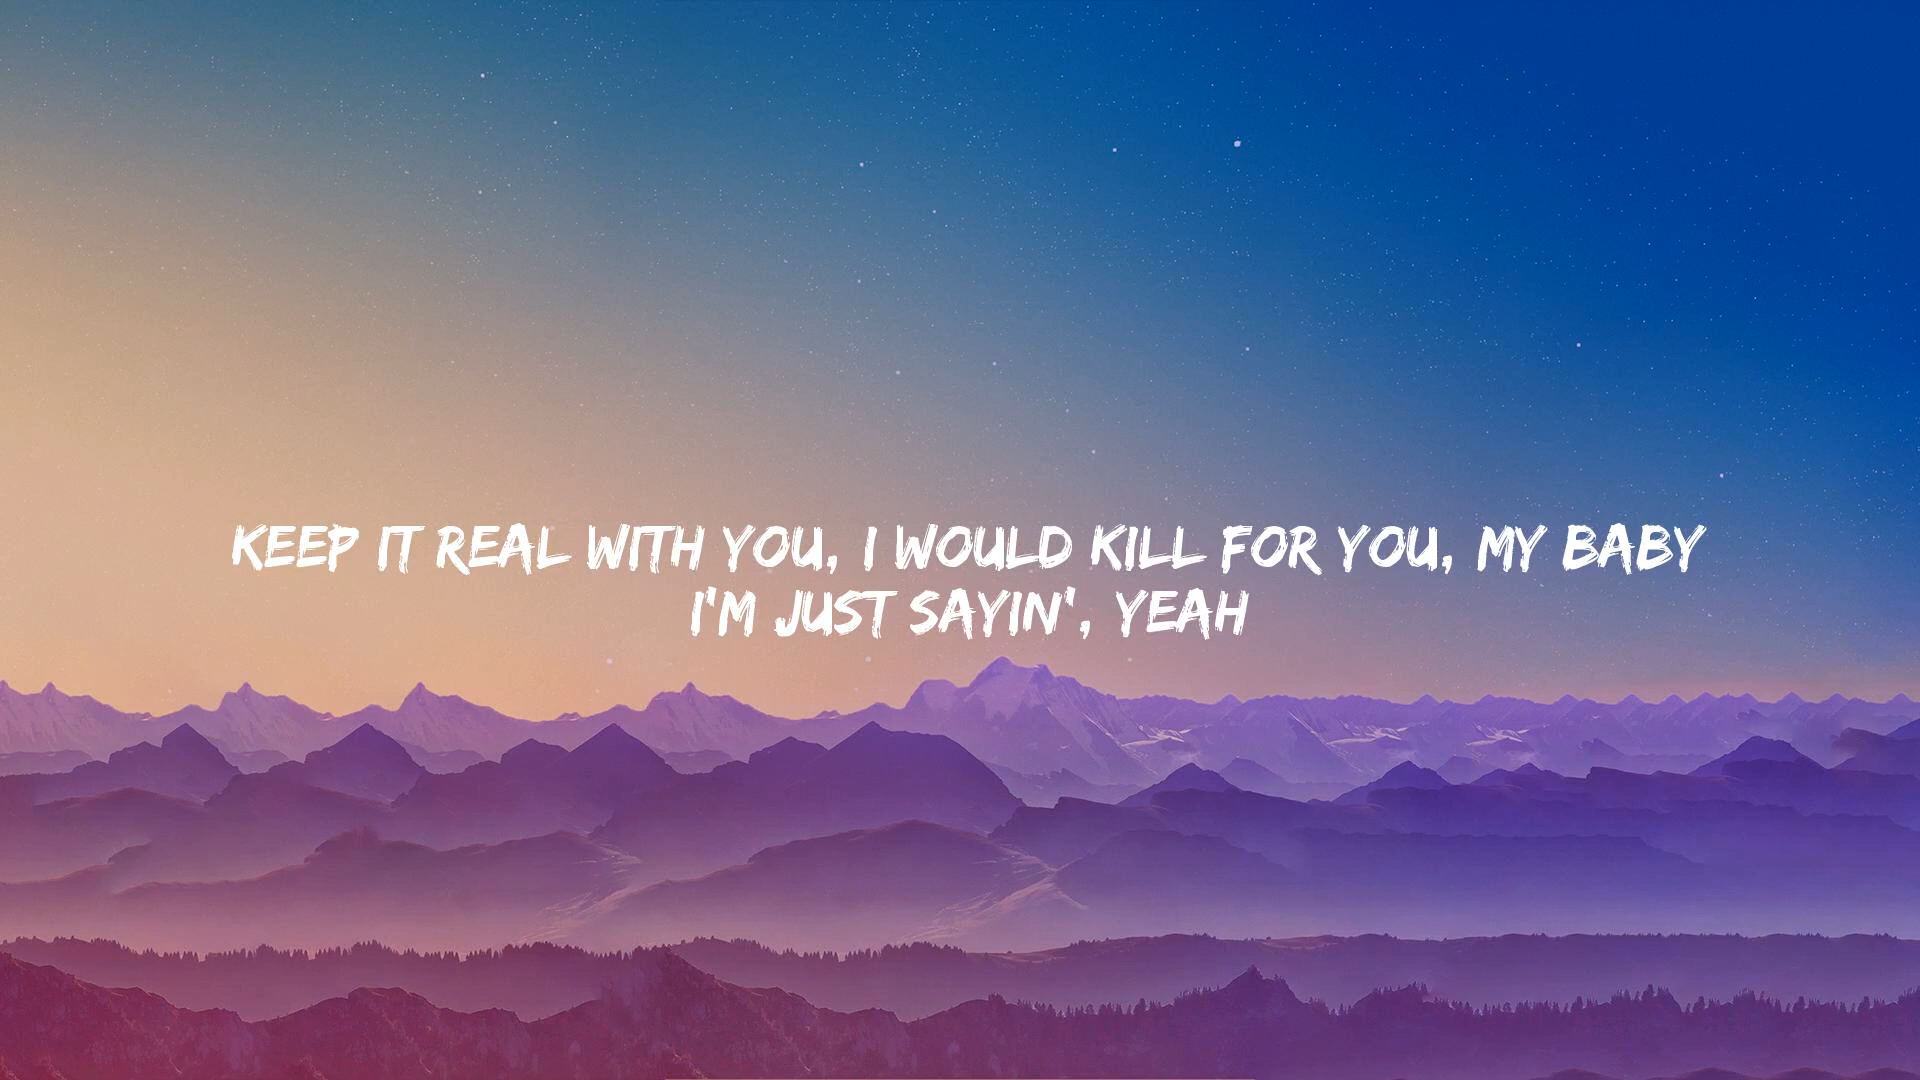 KEEP IT REAL WITH YOU, I WOULD KILL FOR YOU, MY BABY
I'M JUST SAYIN', YEAH